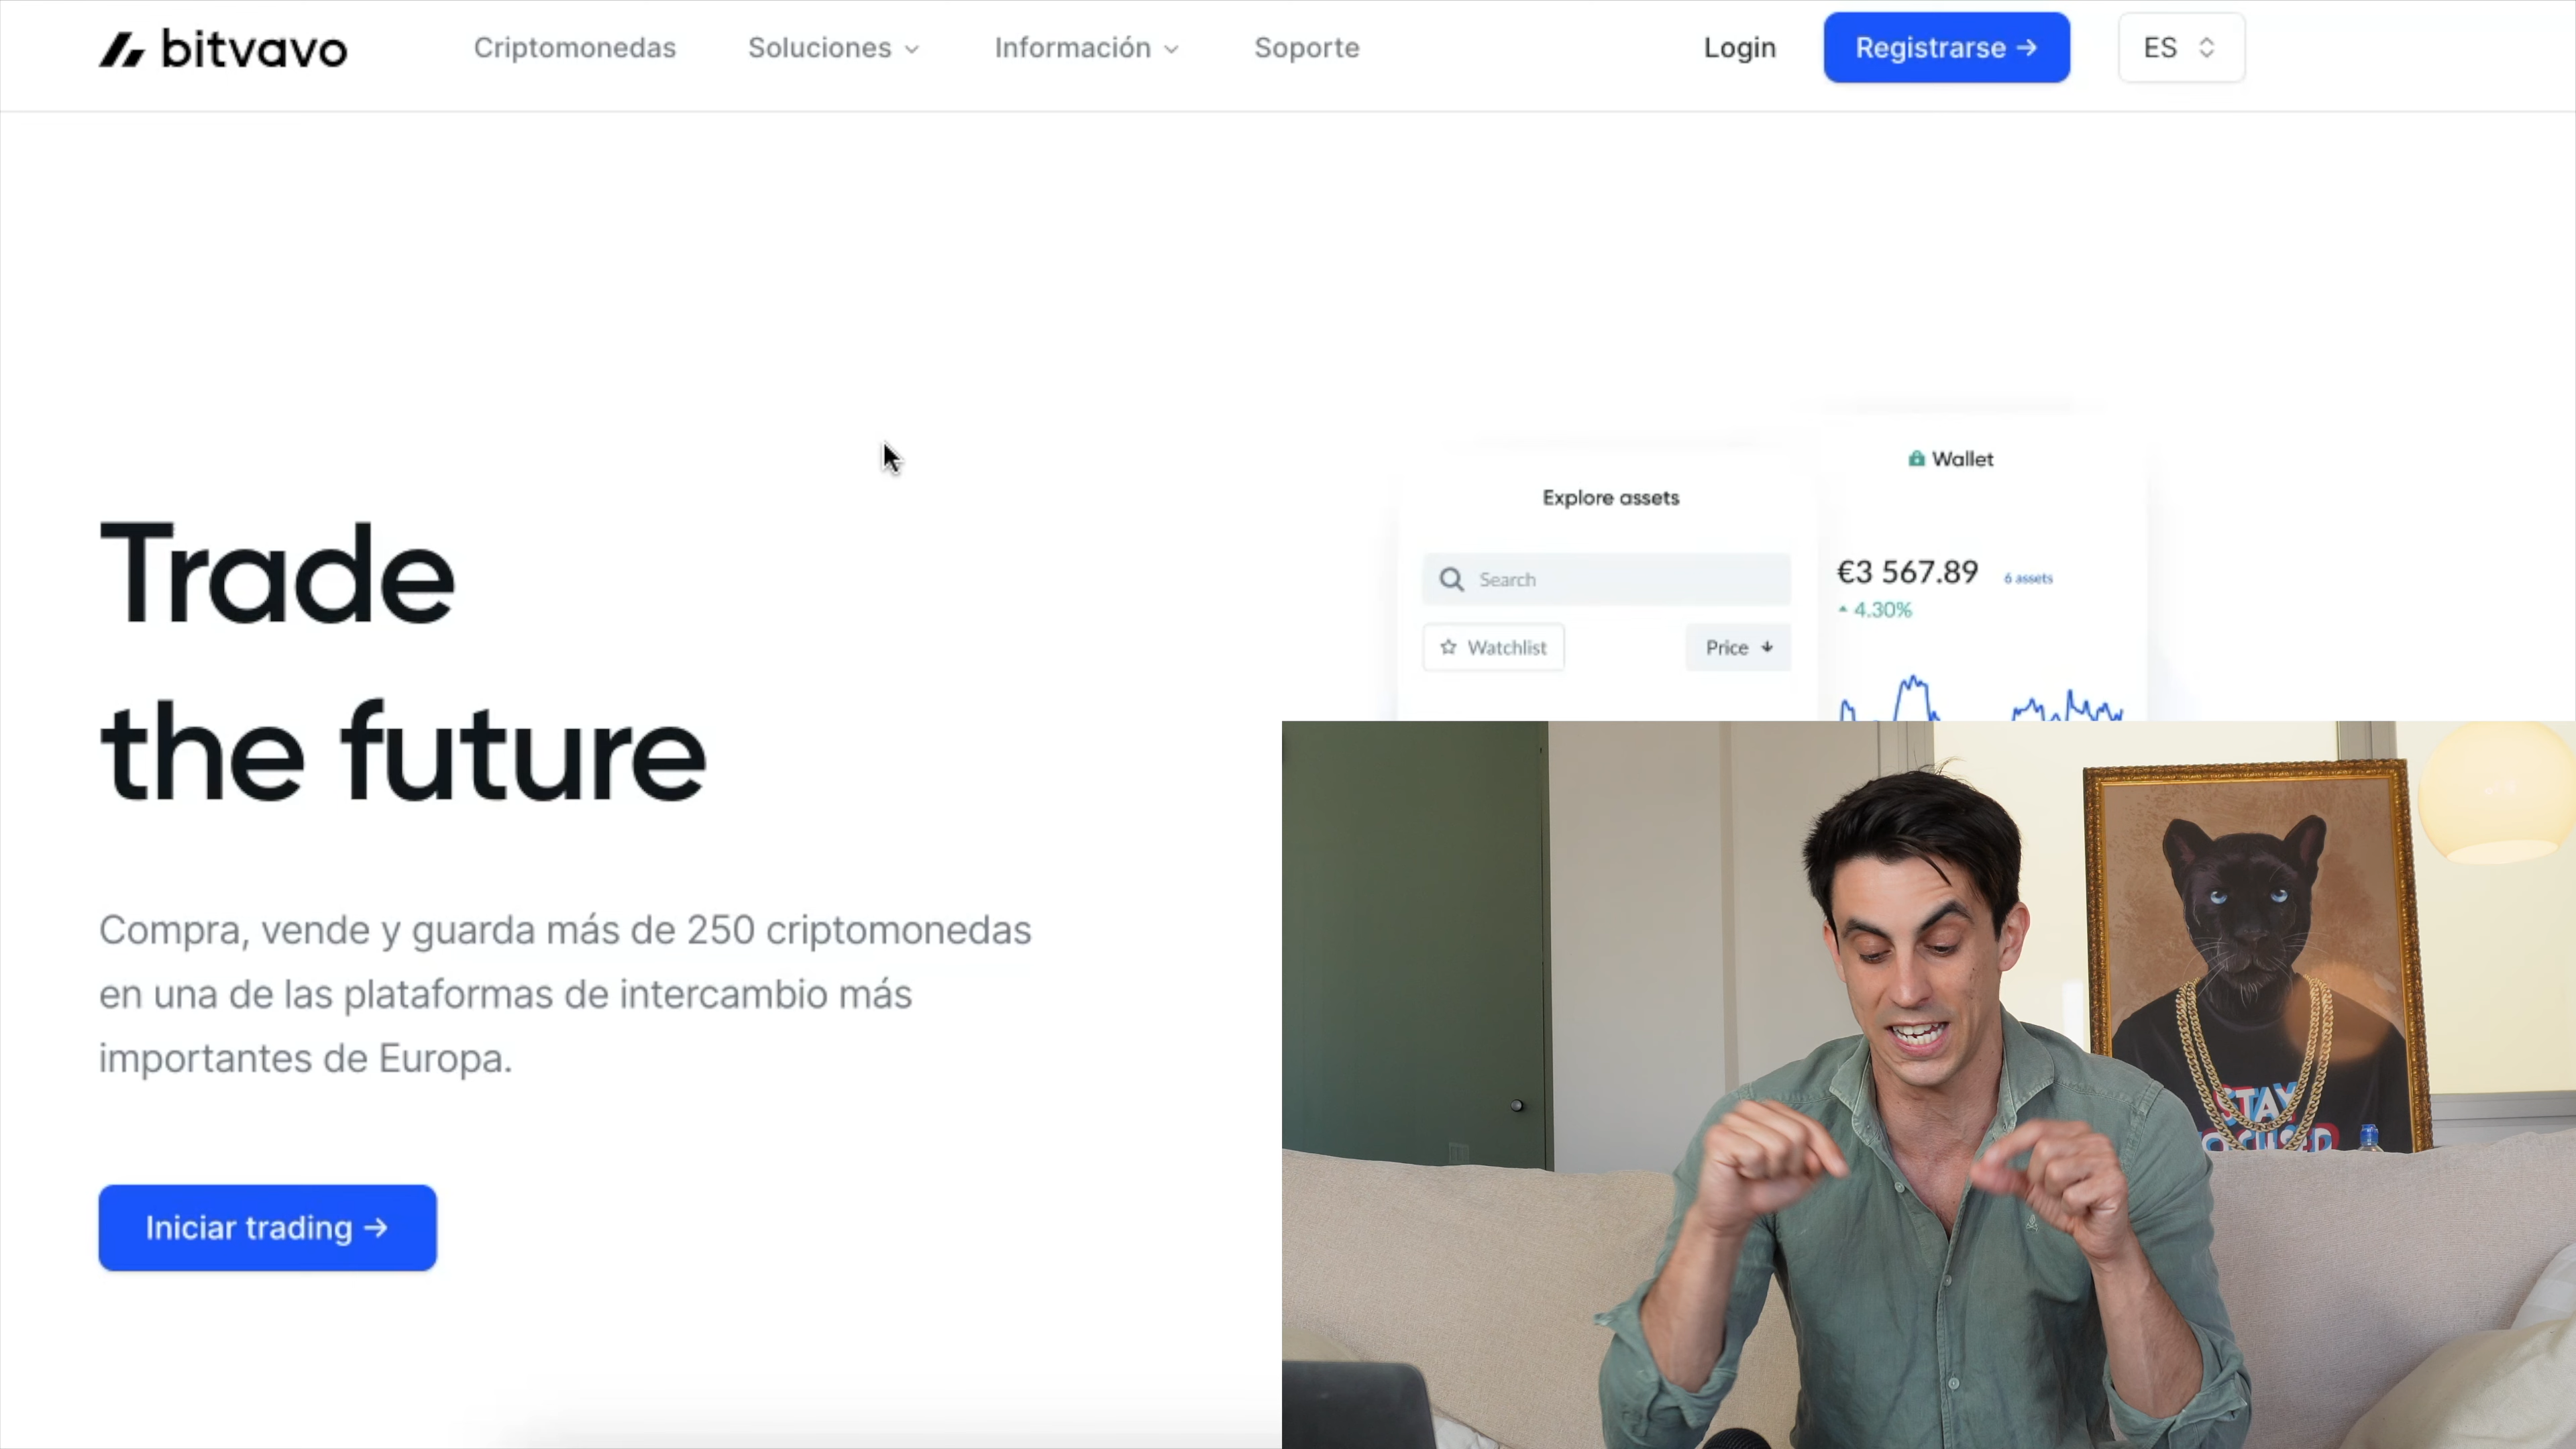 bitvavo
Criptomonedas
Soluciones
Información
Soporte
Login
Registrarse →
ES
Trade
the future
Compra, vende y guarda más de 250 criptomonedas
en una de las plataformas de intercambio más
importantes de Europa.
Iniciar trading →
Explore assets
Search
Watchlist
Price ↓
Wallet
€3 567.89
6 assets
4.30%
STAY
FOCUSED